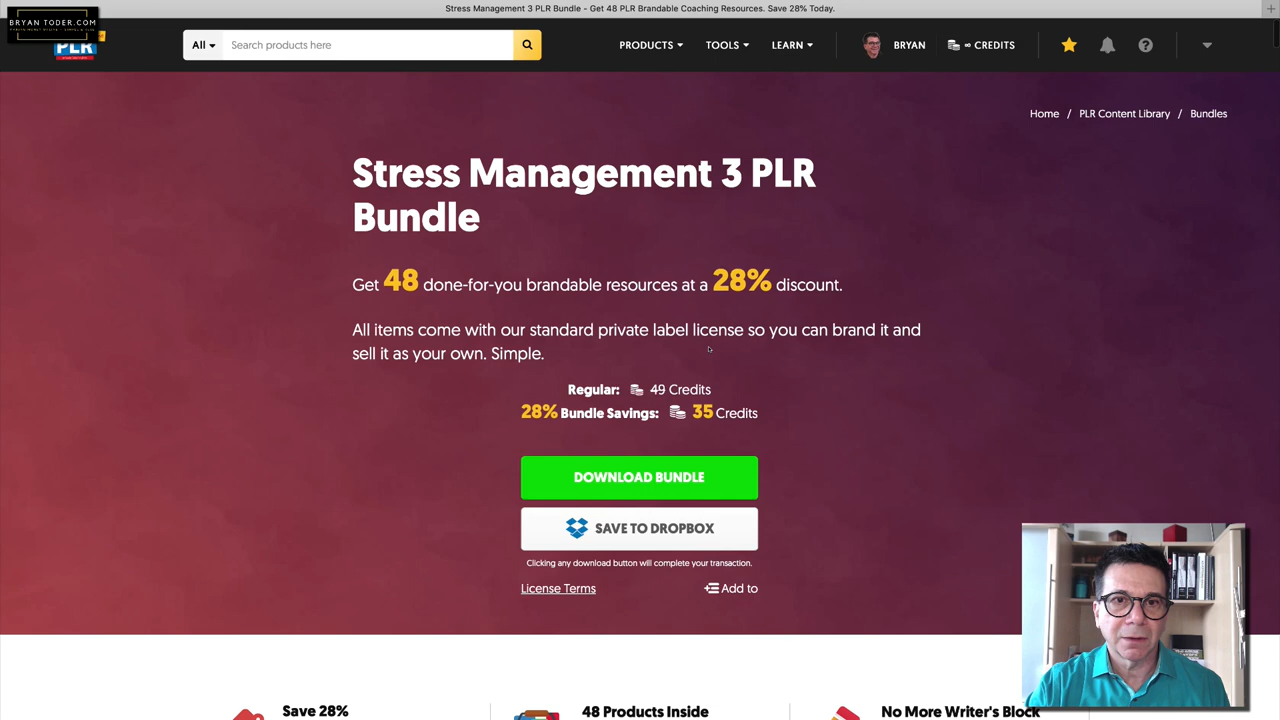 Stress Management 3 PLR Bundle - Get 48 PLR Brandable Coaching Resources. Save 28% Today.
BRYAN TODER.COM
PLR
All
Search products here
PRODUCTS
TOOLS
LEARN
BRYAN
∞ CREDITS
Home / PLR Content Library / Bundles
Stress Management 3 PLR
Bundle
Get 48 done-for-you brandable resources at a 28% discount.
All items come with our standard private label license so you can brand it and
sell it as your own. Simple.
Regular: 49 Credits
28% Bundle Savings: 35 Credits
DOWNLOAD BUNDLE
SAVE TO DROPBOX
Clicking any download button will complete your transaction.
License Terms
Add to
Save 28%
48 Products Inside
No More Writer's Block